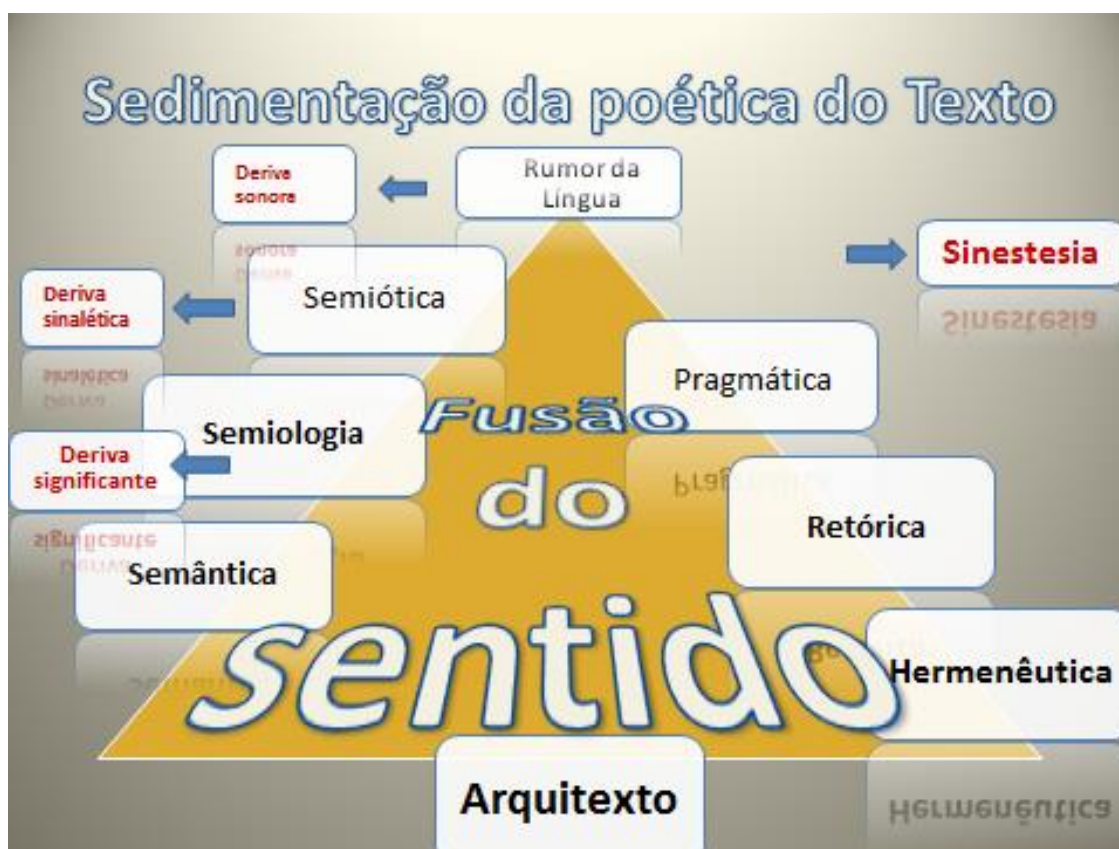 Sedimentação da poética do Texto
Deriva
sonora
Rumor da
Língua
Sinestesia
Semiótica
Deriva
sinalética
Pragmática
Semiologia
Fusão
Deriva
significante
do
Retórica
Semântica
sentido
Hermenêutica
Arquitexto